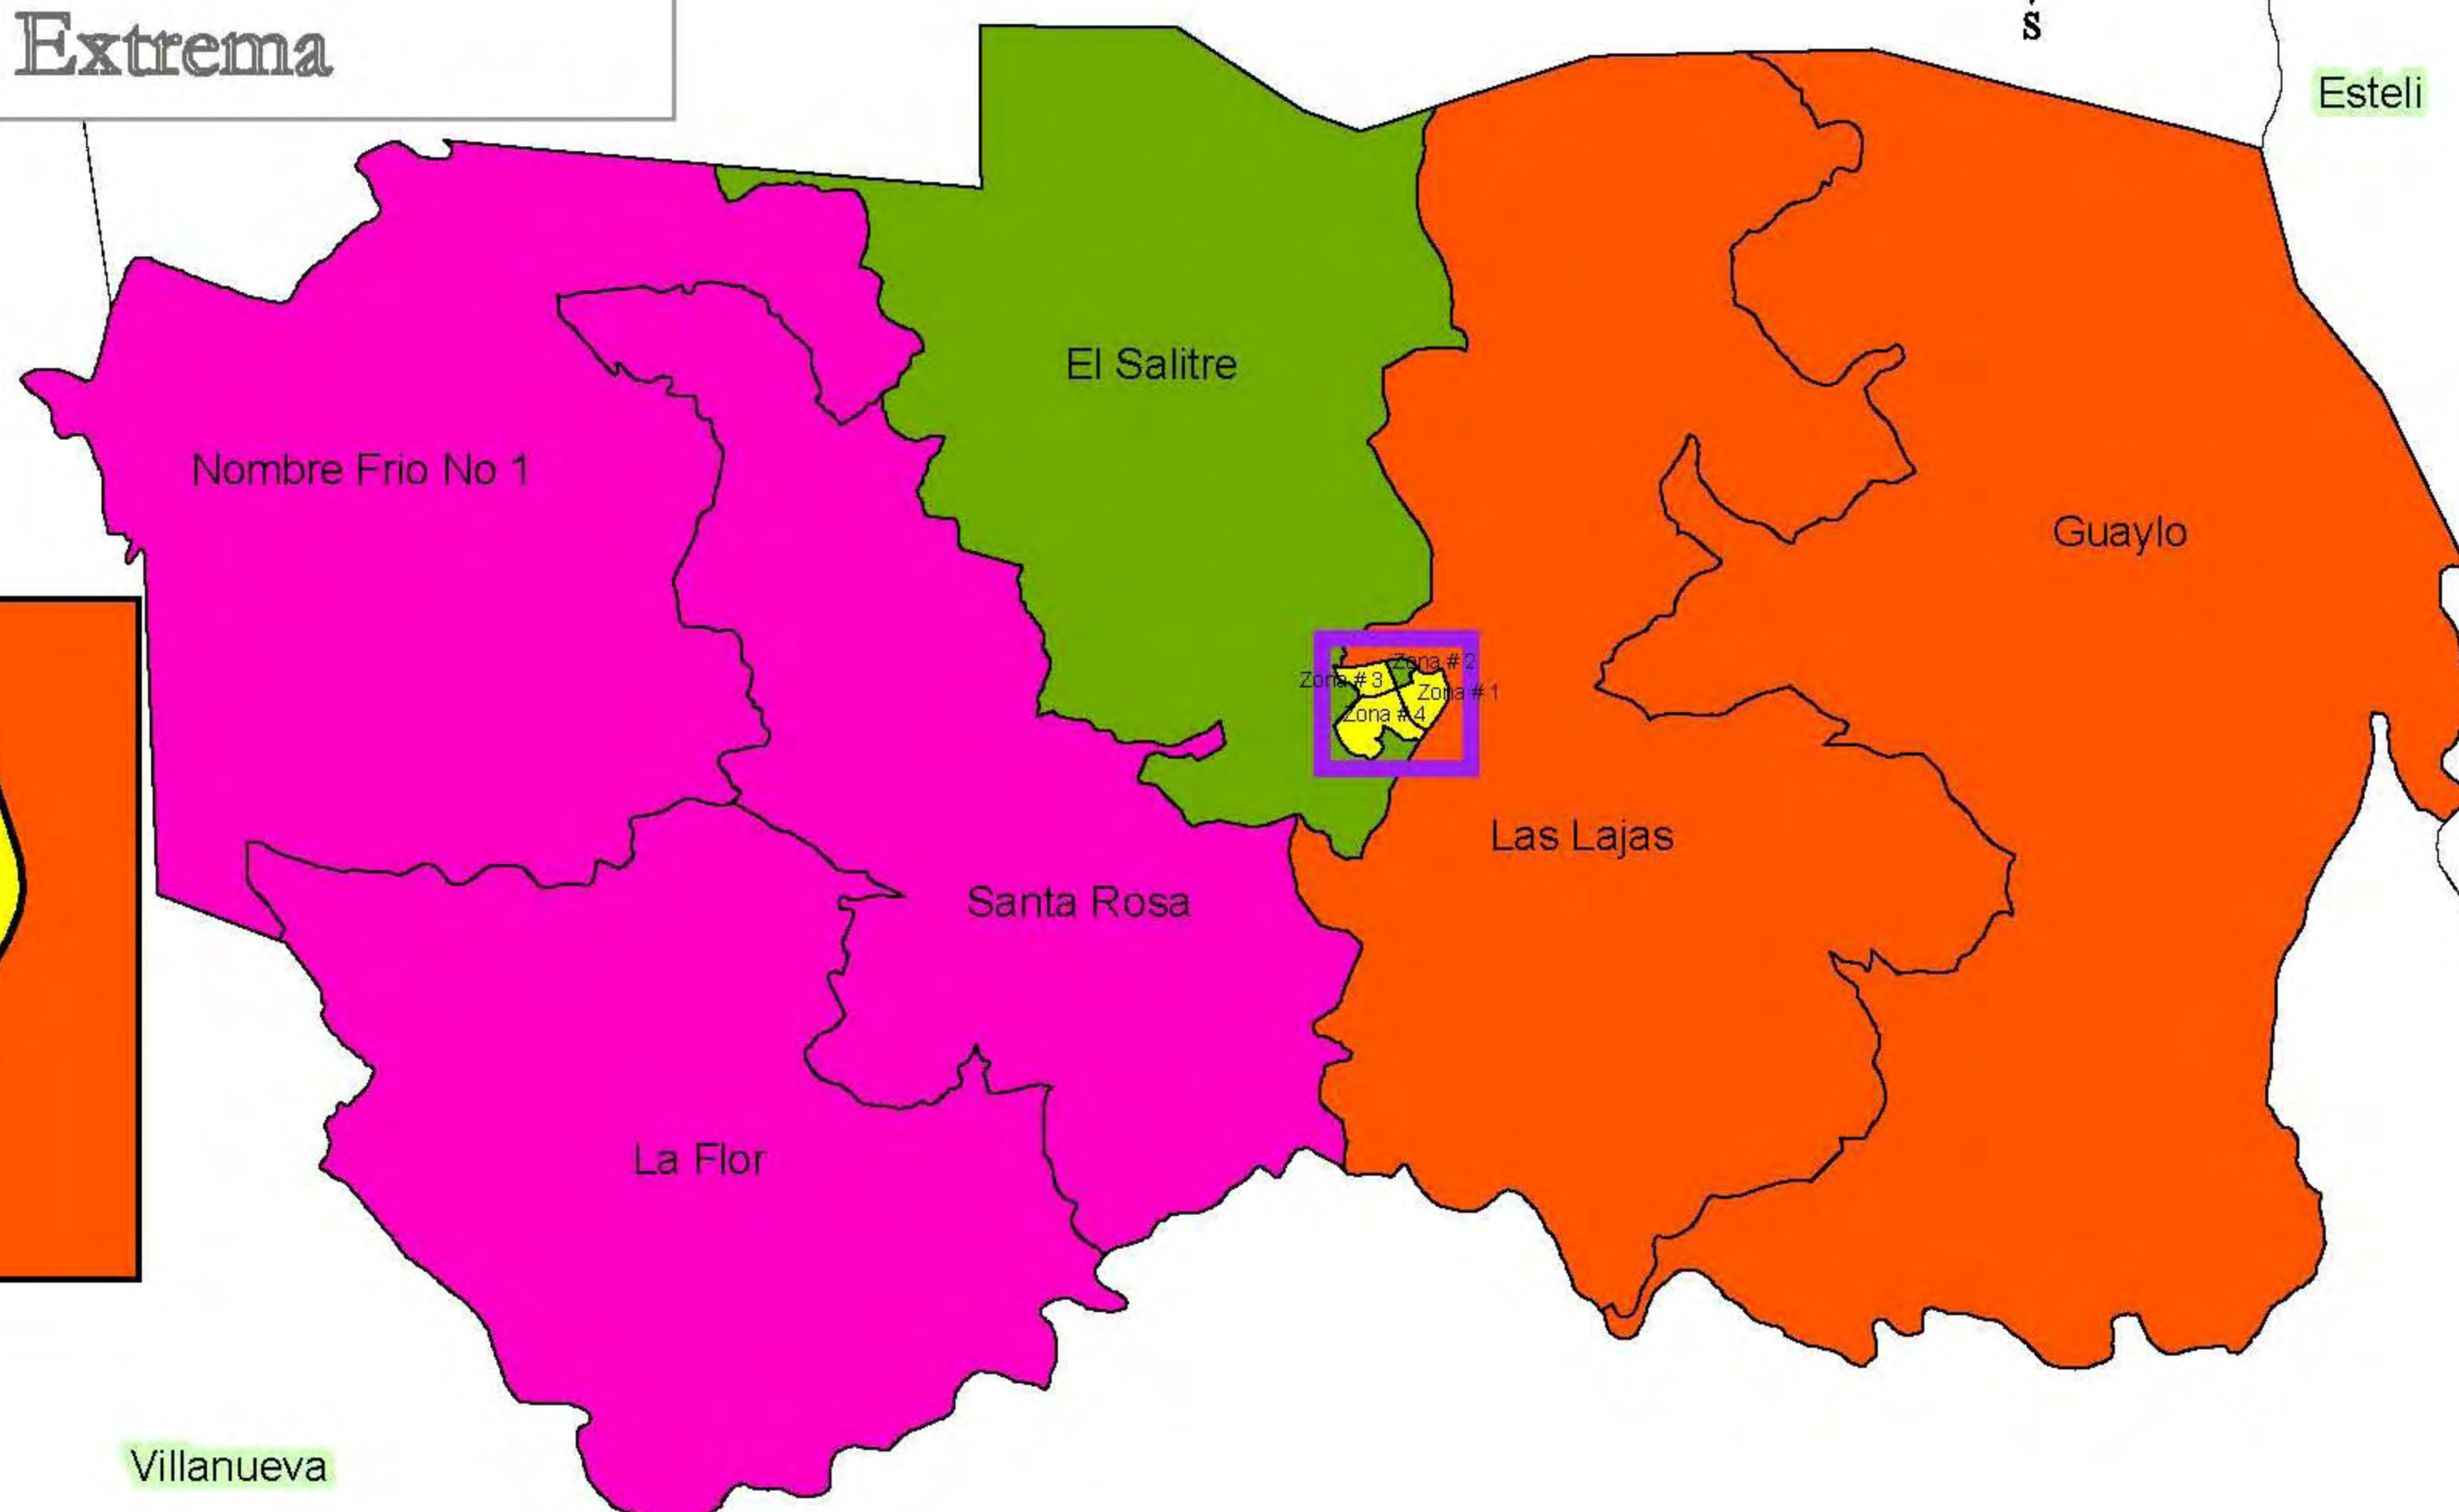 Extrema
S
Esteli
El Salitre
Nombre Frio No 1
Guaylo
Zona # 2
Zona # 3
Zona # 1
Zona # 4
Las Lajas
Santa Rosa
La Flor
Villanueva